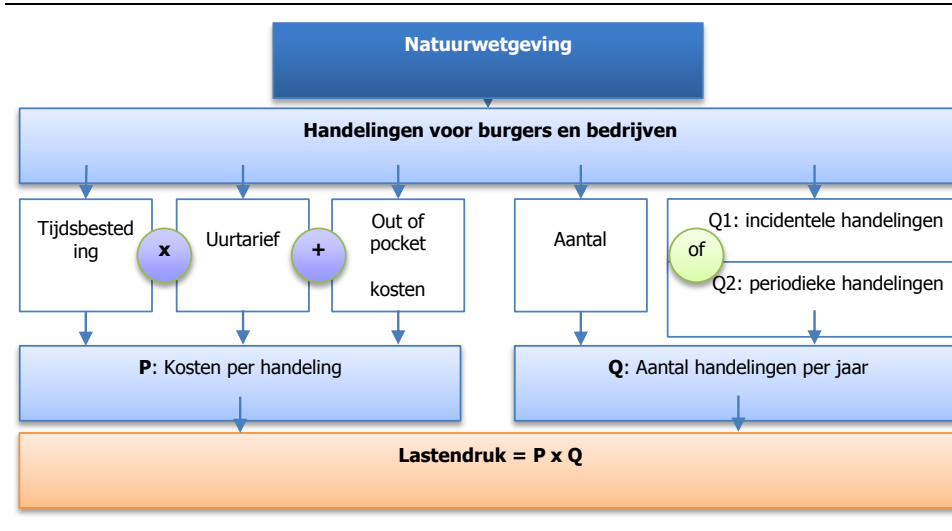 Natuurwetgeving
Handelingen voor burgers en bedrijven
Tijdsbested
ing
x
Uurtarief
+
Out of
pocket
kosten
Aantal
of
Q1: incidentele handelingen
Q2: periodieke handelingen
P: Kosten per handeling
Q: Aantal handelingen per jaar
Lastendruk = P x Q